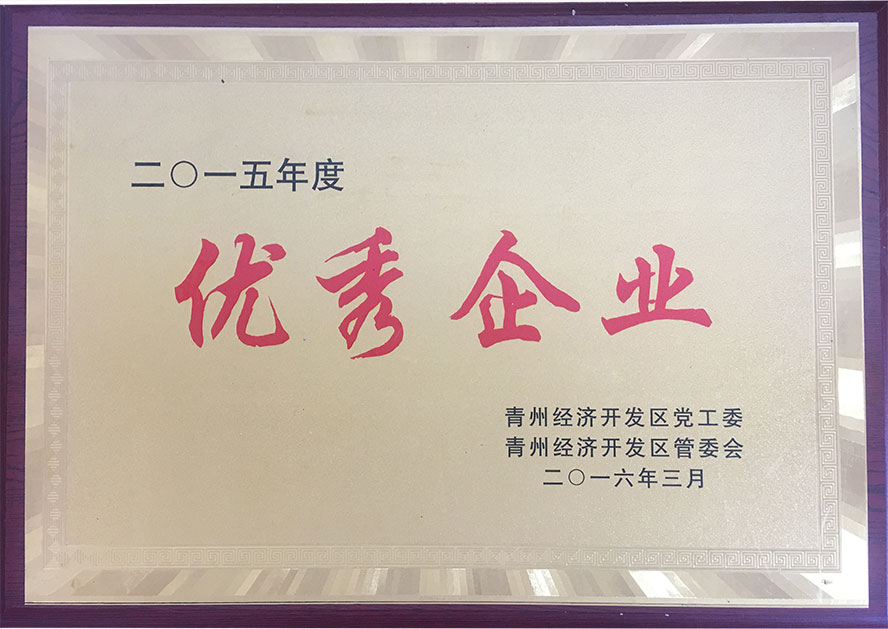 二〇一五年度
优秀企业
青州经济开发区党工委
青州经济开发区管委会
二〇一六年三月